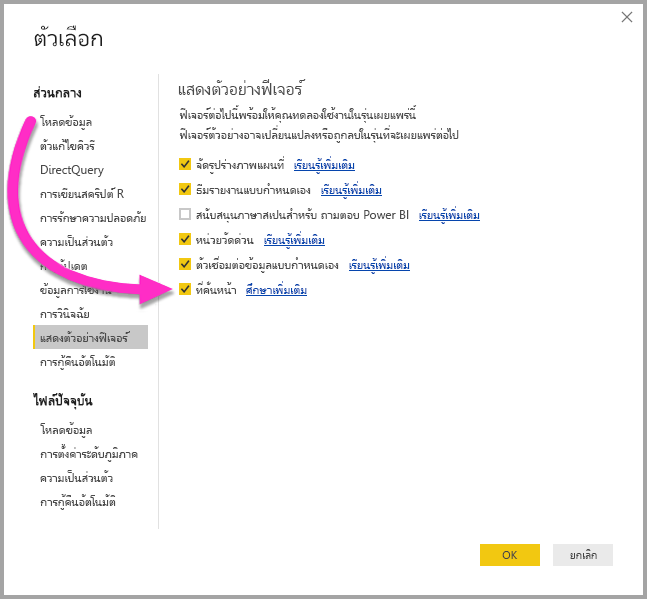 ตัวเลือก
ส่วนกลาง
โหลดข้อมูล
ตัวแก้ไขคิวรี
DirectQuery
การเขียนสคริปต์ R
การรักษาความปลอดภัย
ความเป็นส่วนตัว
ข้อมูลการใช้งาน
การวินิจฉัย
แสดงตัวอย่างฟีเจอร์
การกู้คืนอัตโนมัติ
ไฟล์ปัจจุบัน
โหลดข้อมูล
การตั้งค่าระดับภูมิภาค
ความเป็นส่วนตัว
การกู้คืนอัตโนมัติ
แสดงตัวอย่างฟีเจอร์
ฟีเจอร์ต่อไปนี้พร้อมให้คุณทดลองใช้งานในรุ่นเผยแพร่นี้
ฟีเจอร์ตัวอย่างอาจเปลี่ยนแปลงหรือถูกลบในรุ่นที่จะเผยแพร่ต่อไป
จัดรูปร่างภาพแผนที่ เรียนรู้เพิ่มเติม
ธีมรายงานแบบกำหนดเอง เรียนรู้เพิ่มเติม
สนับสนุนภาษาสเปนสำหรับ ถามตอบ Power BI เรียนรู้เพิ่มเติม
หน่วยวัดด่วน เรียนรู้เพิ่มเติม
ตัวเชื่อมต่อข้อมูลแบบกำหนดเอง เรียนรู้เพิ่มเติม
ที่คั่นหน้า ศึกษาเพิ่มเติม
OK
ยกเลิก